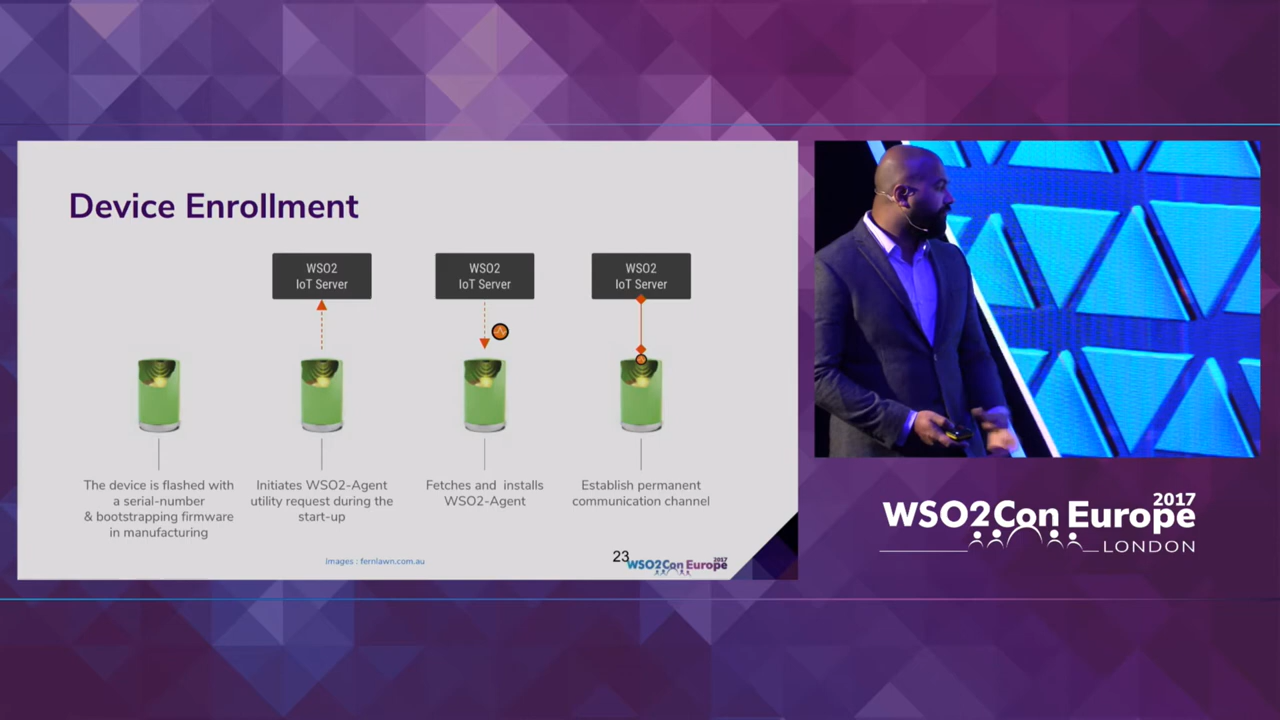 Device Enrollment
WSO2
IoT Server
WSO2
IoT Server
WSO2
IoT Server
The device is flashed with
a serial-number
& bootstrapping firmware
in manufacturing
Initiates WSO2-Agent
utility request during the
start-up
Fetches and installs
WSO2-Agent
Establish permanent
communication channel
Images : fernlawn.com.au
23
WSO2Con Europe 2017
2017
WSO2Con Europe
LONDON